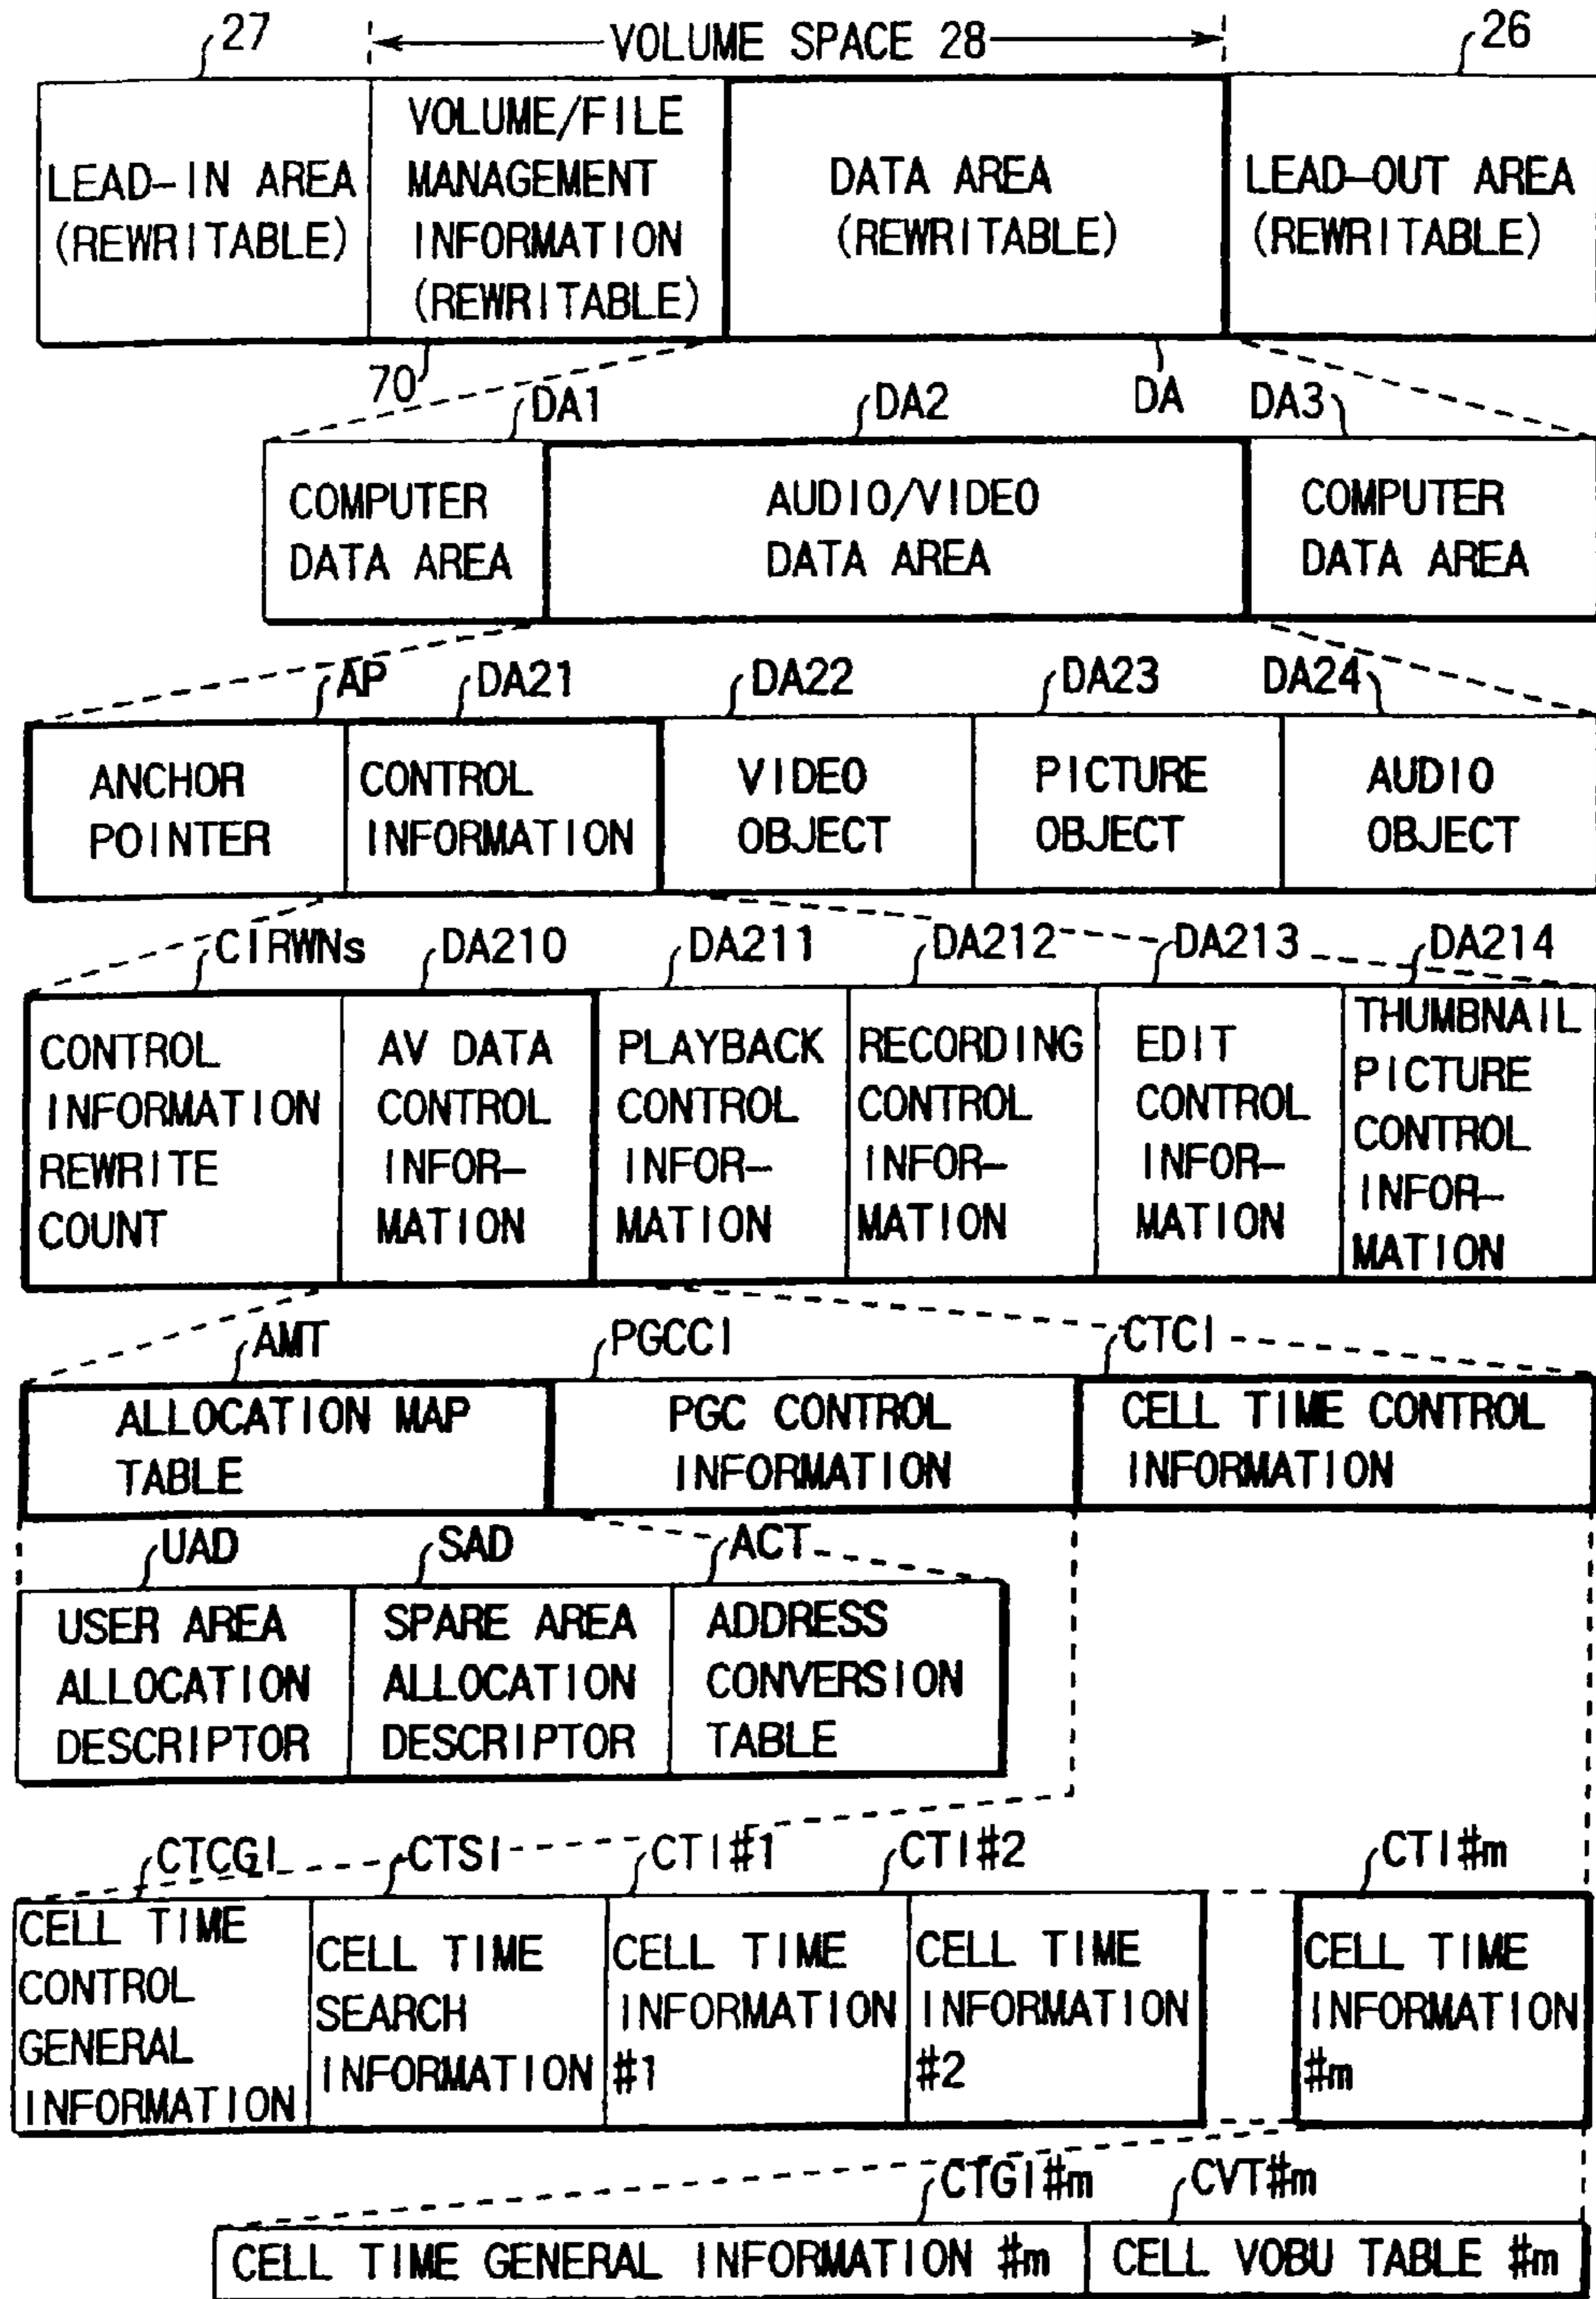 27
VOLUME SPACE 28
26
LEAD-IN AREA
(REWRITABLE)
VOLUME/FILE
MANAGEMENT
INFORMATION
(REWRITABLE)
DATA AREA
(REWRITABLE)
LEAD-OUT AREA
(REWRITABLE)
70
DA1
DA2
DA
DA3
COMPUTER
DATA AREA
AUDIO/VIDEO
DATA AREA
COMPUTER
DATA AREA
AP
DA21
DA22
DA23
DA24
ANCHOR
POINTER
CONTROL
INFORMATION
VIDEO
OBJECT
PICTURE
OBJECT
AUDIO
OBJECT
CIRWNs
DA210
DA211
DA212
DA213
DA214
CONTROL
INFORMATION
REWRITE
COUNT
AV DATA
CONTROL
INFOR-
MATION
PLAYBACK
CONTROL
INFOR-
MATION
RECORDING
CONTROL
INFOR-
MATION
EDIT
CONTROL
INFOR-
MATION
THUMBNAIL
PICTURE
CONTROL
INFOR-
MATION
AMT
PGCCI
CTCI
ALLOCATION MAP
TABLE
PGC CONTROL
INFORMATION
CELL TIME CONTROL
INFORMATION
UAD
SAD
ACT
USER AREA
ALLOCATION
DESCRIPTOR
SPARE AREA
ALLOCATION
DESCRIPTOR
ADDRESS
CONVERSION
TABLE
CTCGI
CTSI
CTI#1
CTI#2
CTI#m
CELL TIME
CONTROL
GENERAL
INFORMATION
CELL TIME
SEARCH
INFORMATION
CELL TIME
INFORMATION
#1
CELL TIME
INFORMATION
#2
CELL TIME
INFORMATION
#m
CTGI#m
CVT#m
CELL TIME GENERAL INFORMATION #m
CELL VOBU TABLE #m